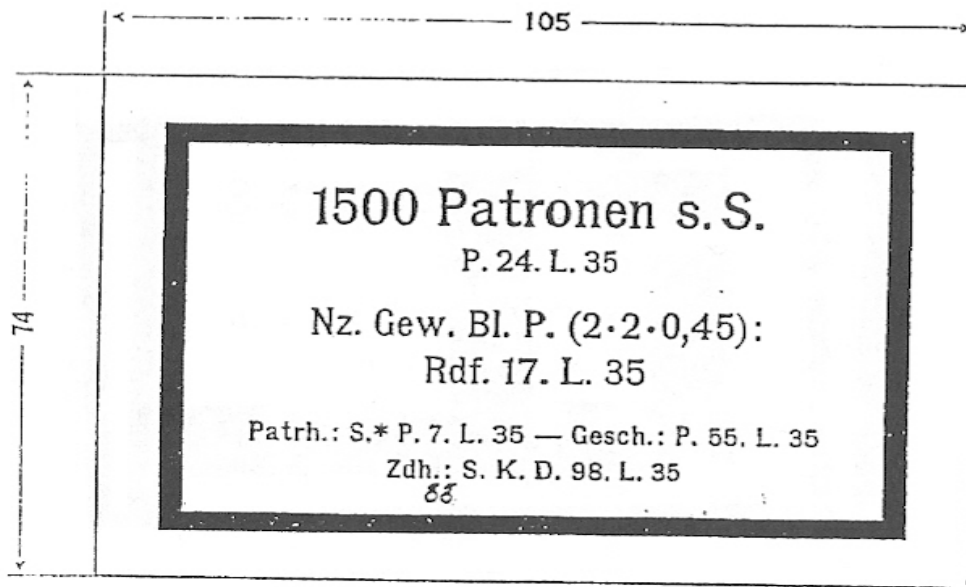 105
74
1500 Patronen s. S.
P. 24. L. 35
Nz. Gew. Bl. P. (2·2·0,45):
Rdf. 17. L. 35
Patrh.: S.* P. 7. L. 35 — Gesch.: P. 55. L. 35
Zdh.: S. K. D. 98. L. 35